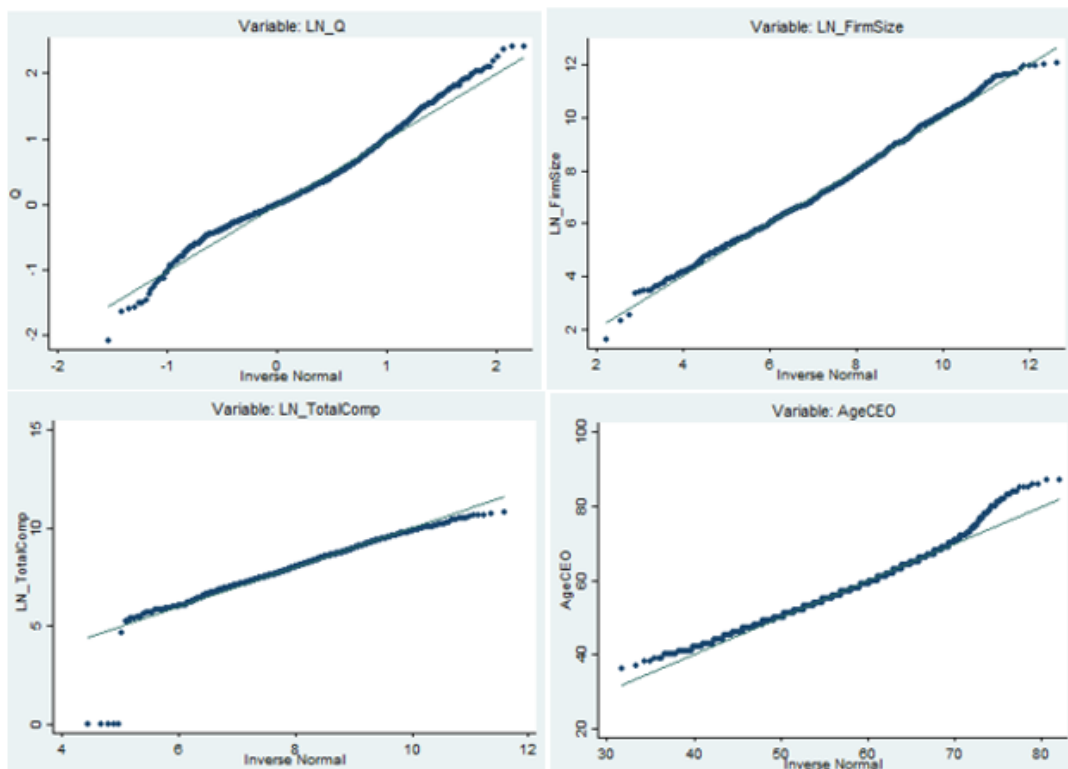 Variable: LN_Q
Q
2
1
0
-1
-2
-2 -1 0 1 2
Inverse Normal
Variable: LN_FirmSize
LN_FirmSize
12
10
8
6
4
2
2 4 6 8 10 12
Inverse Normal
Variable: LN_TotalComp
LN_TotalComp
15
10
5
0
4 6 8 10 12
Inverse Normal
Variable: AgeCEO
AgeCEO
100
80
60
40
20
30 40 50 60 70 80
Inverse Normal